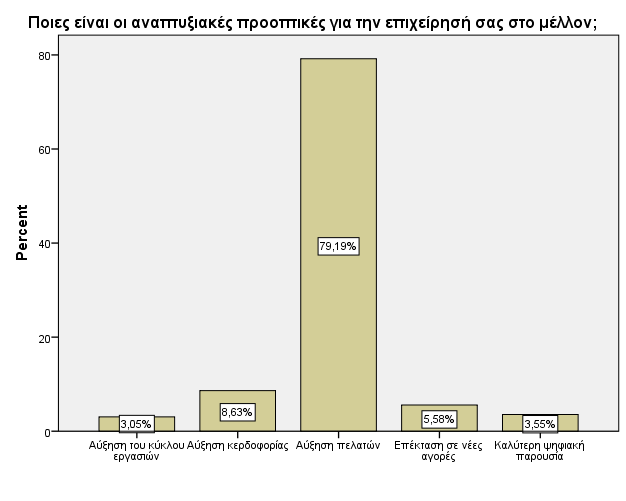 Ποιες είναι οι αναπτυξιακές προοπτικές για την επιχείρησή σας στο μέλλον;
80
60
40
20
0
Percent
3,05%
8,63%
79,19%
5,58%
3,55%
Αύξηση του κύκλου
εργασιών
Αύξηση κερδοφορίας
Αύξηση πελατών
Επέκταση σε νέες
αγορές
Καλύτερη ψηφιακή
παρουσία